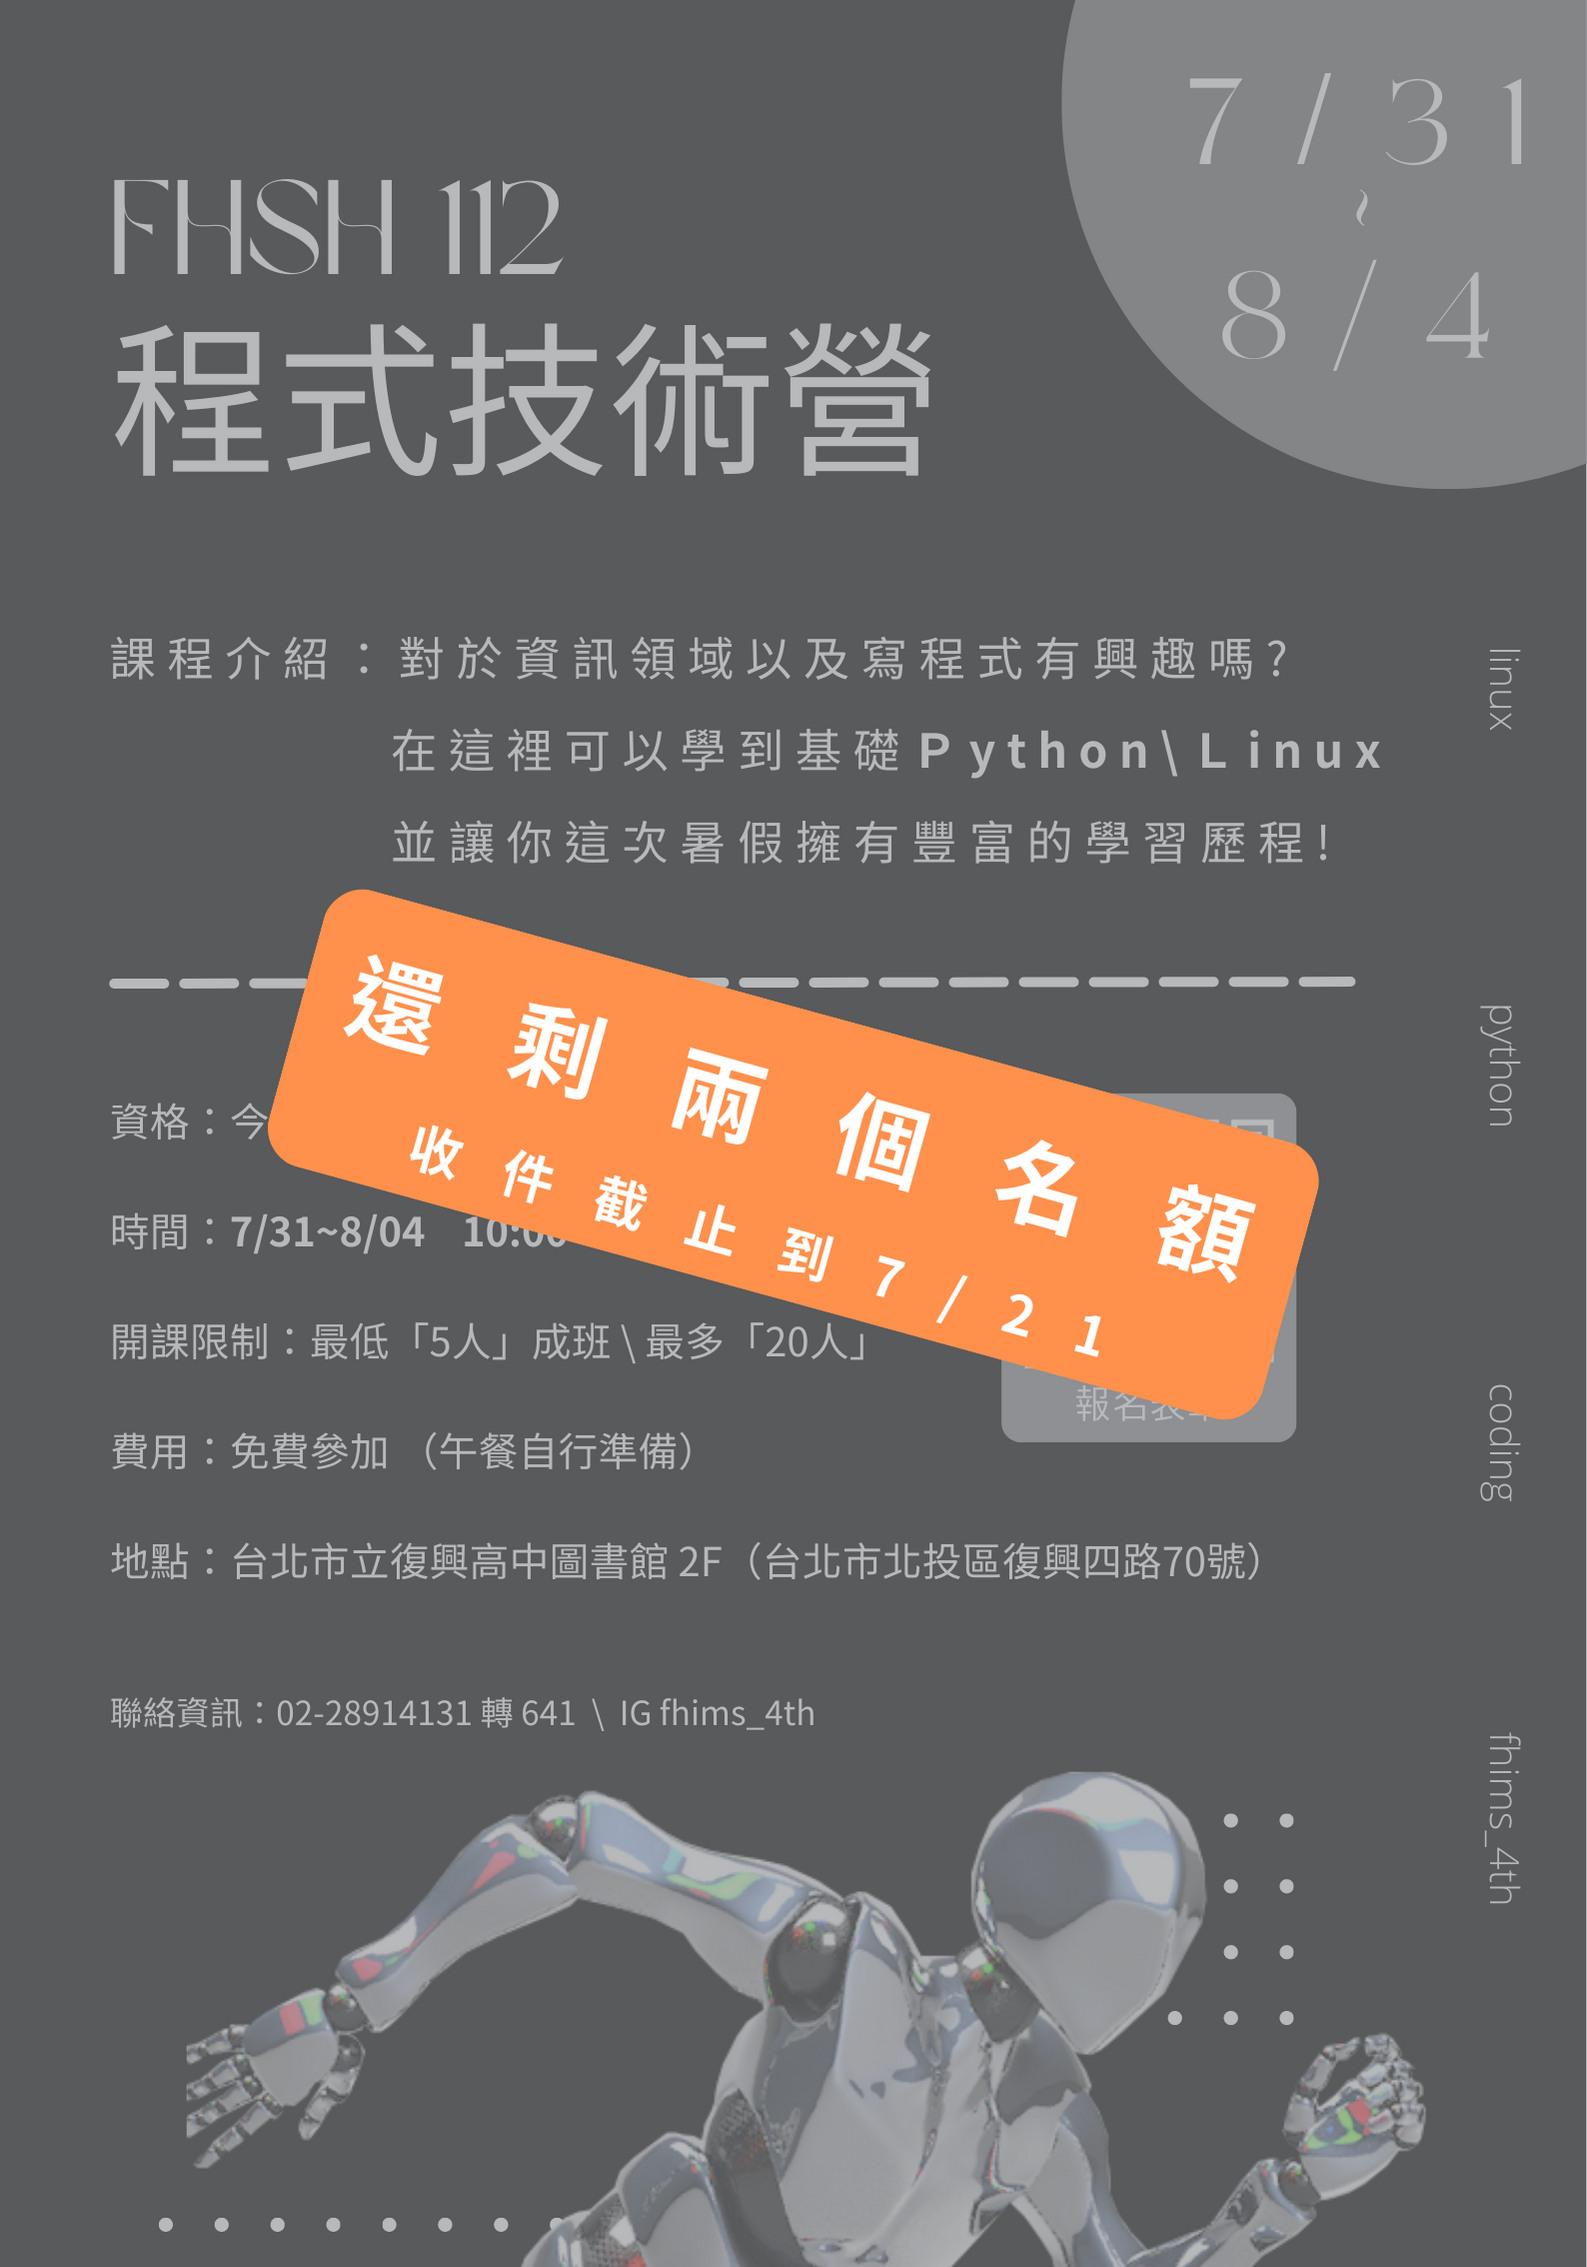 7/31
~
8/4
FHSH 112
程式技術營
課程介紹：對於資訊領域以及寫程式有興趣嗎?
在這裡可以學到基礎Python\Linux
並讓你這次暑假擁有豐富的學習歷程!
還剩兩個名額
收件截止到7/21
資格：今
時間：7/31~8/04 10:00
開課限制：最低「5人」成班 \ 最多「20人」
費用：免費參加 （午餐自行準備）
地點：台北市立復興高中圖書館 2F（台北市北投區復興四路70號）
報名表單
聯絡資訊：02-28914131 轉 641 \ IG fhims_4th
linux
python
coding
fhims_4th